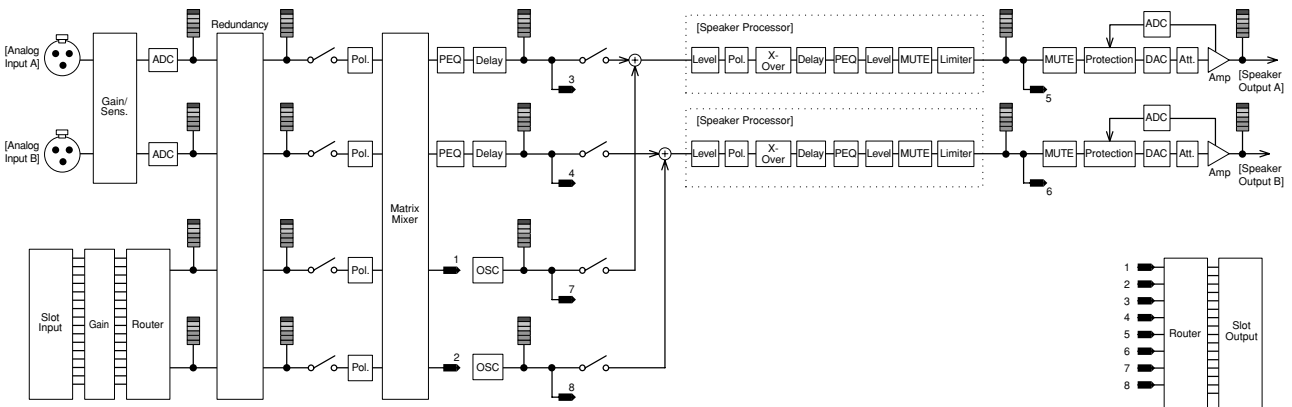 Redundancy
[Speaker Processor]
ADC
[Analog
Input A]
Gain/
Sens.
ADC
Pol.
Matrix
Mixer
PEQ
Delay
3
Level
Pol.
X-
Over
Delay
PEQ
Level
MUTE
Limiter
5
MUTE
Protection
DAC
Att.
Amp
[Speaker
Output A]
[Speaker Processor]
ADC
[Analog
Input B]
ADC
Pol.
PEQ
Delay
4
Level
Pol.
X-
Over
Delay
PEQ
Level
MUTE
Limiter
6
MUTE
Protection
DAC
Att.
Amp
[Speaker
Output B]
Slot
Input
Gain
Router
Pol.
1
OSC
7
Pol.
2
OSC
8
1
2
3
4
5
6
7
8
Router
Slot
Output